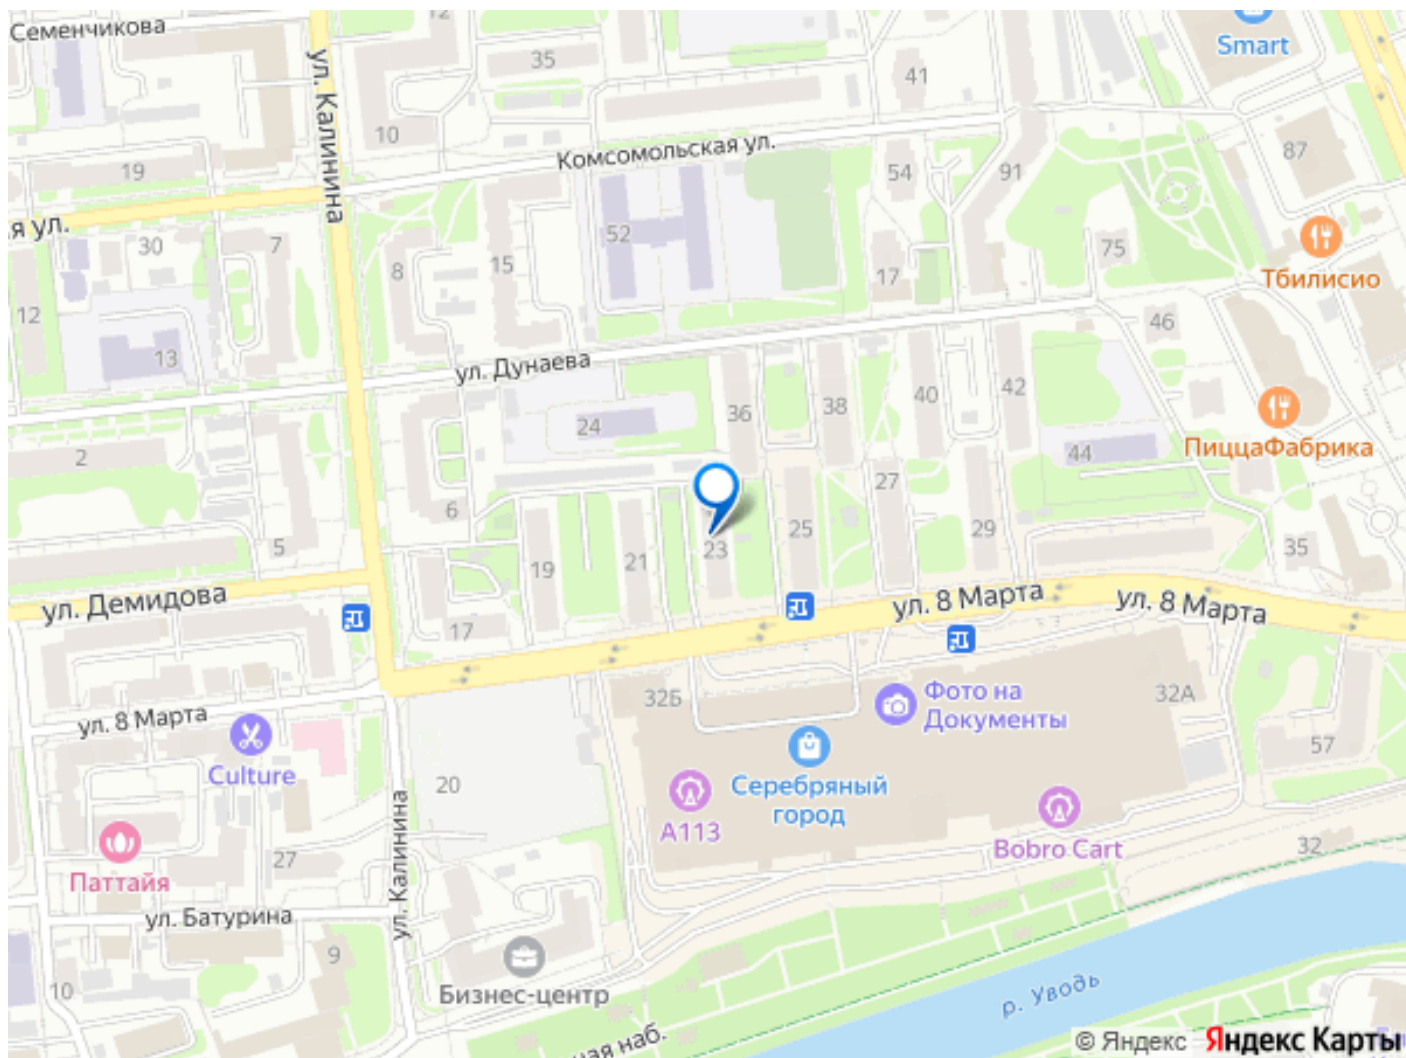 Семенчикова
12
Smart
35
41
ул. Калинина
10
Комсомольская ул.
87
19
54
91
я ул.
30
7
52
8
15
17
75
Тбилисио
12
46
13
ул. Дунаева
36
38
40
42
24
ПиццаФабрика
2
44
27
6
25
29
5
23
19
21
35
ул. Демидова
17
ул. 8 Марта
ул. 8 Марта
32Б
Фото на
Документы
32А
ул. 8 Марта
57
Culture
20
Серебряный
город
А113
Bobro Cart
32
27
Паттайя
ул. Калинина
ул. Батурина
9
10
Бизнес-центр
р. Уводь
ная наб.
© Яндекс Яндекс Карты